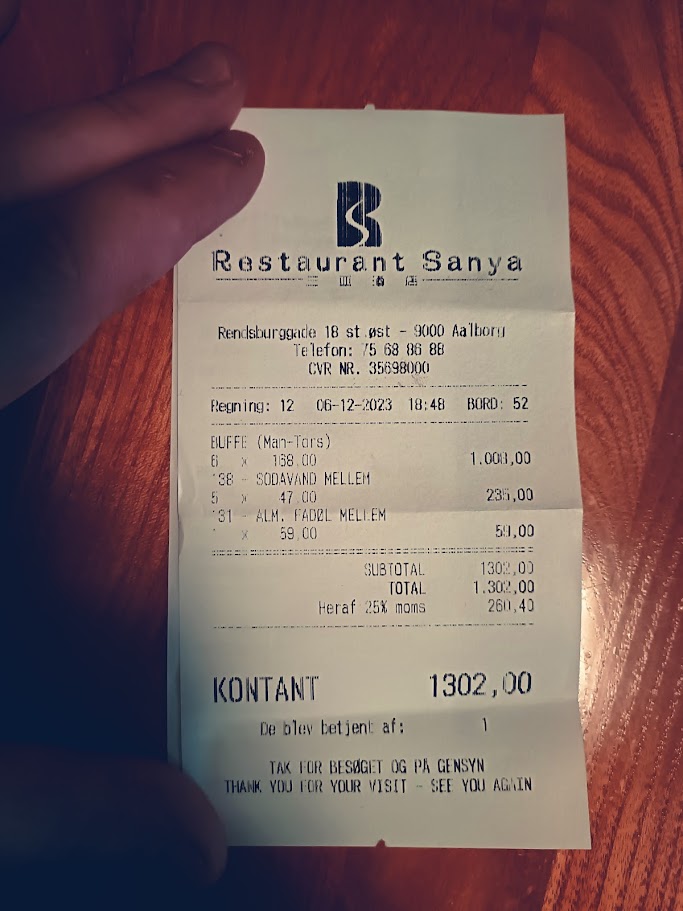 Restaurant Sanya
三亚酒店
Rendsburggade 18 st.øst - 9000 Aalborg
Telefon: 75 68 86 88
CVR NR. 35698000
Regning: 12 06-12-2023 18:48 BORD: 52
BUFFE (Man-Tors)
6 x 168,00 1.008,00
138 - SODAVAND MELLEM
5 x 47,00 235,00
131 - ALM. FADØL MELLEM
1 x 59,00 59,00
SUBTOTAL 1302,00
TOTAL 1.302,00
Heraf 25% moms 260,40
KONTANT 1302,00
De blev betjent af: 1
TAK FOR BESØGET OG PÅ GENSYN
THANK YOU FOR YOUR VISIT - SEE YOU AGAIN